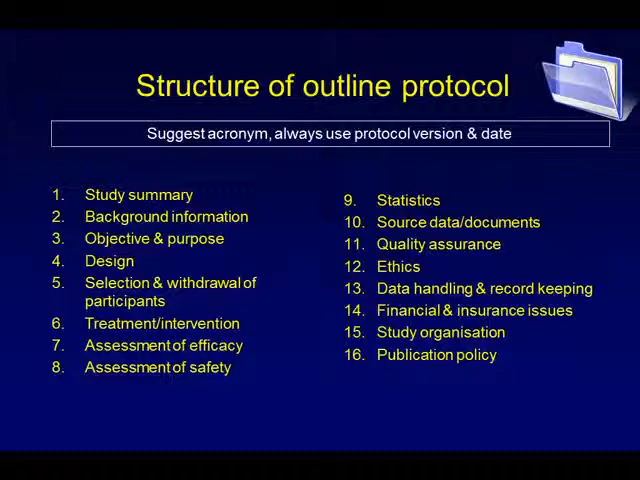 Structure of outline protocol
Suggest acronym, always use protocol version & date
1. Study summary
2. Background information
3. Objective & purpose
4. Design
5. Selection & withdrawal of
participants
6. Treatment/intervention
7. Assessment of efficacy
8. Assessment of safety
9. Statistics
10. Source data/documents
11. Quality assurance
12. Ethics
13. Data handling & record keeping
14. Financial & insurance issues
15. Study organisation
16. Publication policy